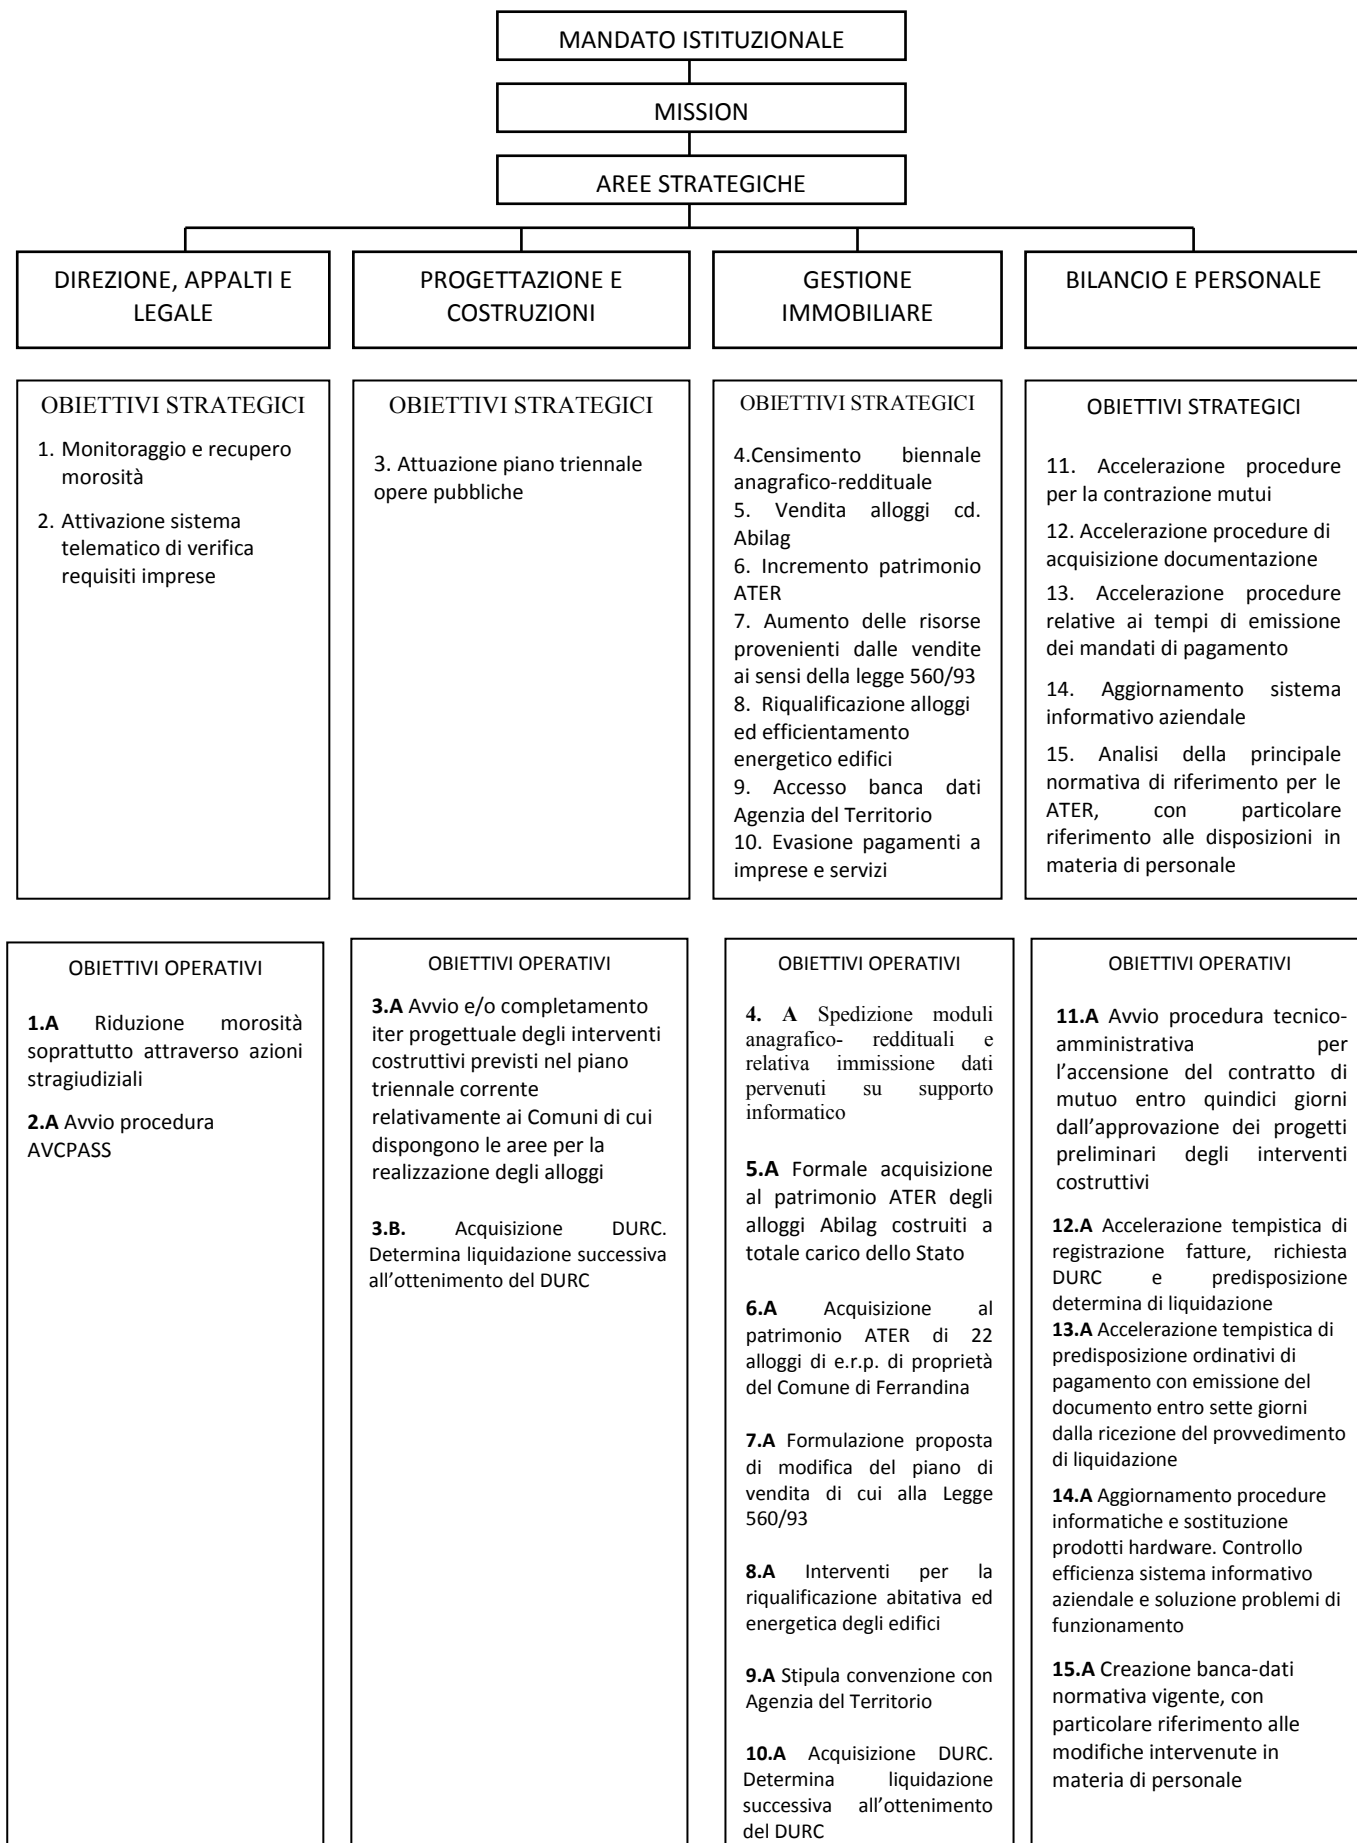 MANDATO ISTITUZIONALE
MISSION
AREE STRATEGICHE
DIREZIONE, APPALTI E
LEGALE
PROGETTAZIONE E
COSTRUZIONI
GESTIONE
IMMOBILIARE
BILANCIO E PERSONALE
OBIETTIVI STRATEGICI
1. Monitoraggio e recupero
morosità
2. Attivazione sistema
telematico di verifica
requisiti imprese
OBIETTIVI STRATEGICI
3. Attuazione piano triennale
opere pubbliche
OBIETTIVI STRATEGICI
4.Censimento biennale
anagrafico-reddituale
5. Vendita alloggi cd.
Abilag
6. Incremento patrimonio
ATER
7. Aumento delle risorse
provenienti dalle vendite
ai sensi della legge 560/93
8. Riqualificazione alloggi
ed efficientamento
energetico edifici
9. Accesso banca dati
Agenzia del Territorio
10. Evasione pagamenti a
imprese e servizi
OBIETTIVI STRATEGICI
11. Accelerazione procedure
per la contrazione mutui
12. Accelerazione procedure di
acquisizione documentazione
13. Accelerazione procedure
relative ai tempi di emissione
dei mandati di pagamento
14. Aggiornamento sistema
informativo aziendale
15. Analisi della principale
normativa di riferimento per le
ATER, con particolare
riferimento alle disposizioni in
materia di personale
OBIETTIVI OPERATIVI
1.A Riduzione morosità
soprattutto attraverso azioni
stragiudiziali
2.A Avvio procedura
AVCPASS
OBIETTIVI OPERATIVI
3.A Avvio e/o completamento
iter progettuale degli interventi
costruttivi previsti nel piano
triennale corrente
relativamente ai Comuni di cui
dispongono le aree per la
realizzazione degli alloggi
3.B. Acquisizione DURC.
Determina liquidazione successiva
all'ottenimento del DURC
OBIETTIVI OPERATIVI
4. A Spedizione moduli
anagrafico- reddituali e
relativa immissione dati
pervenuti su supporto
informatico
5.A Formale acquisizione
al patrimonio ATER degli
alloggi Abilag costruiti a
totale carico dello Stato
6.A Acquisizione al
patrimonio ATER di 22
alloggi di e.r.p. di proprietà
del Comune di Ferrandina
7.A Formulazione proposta
di modifica del piano di
vendita di cui alla Legge
560/93
8.A Interventi per la
riqualificazione abitativa ed
energetica degli edifici
9.A Stipula convenzione con
Agenzia del Territorio
10.A Acquisizione DURC.
Determina liquidazione
successiva all'ottenimento
del DURC
OBIETTIVI OPERATIVI
11.A Avvio procedura tecnico-
amministrativa per
l'accensione del contratto di
mutuo entro quindici giorni
dall'approvazione dei progetti
preliminari degli interventi
costruttivi
12.A Accelerazione tempistica di
registrazione fatture, richiesta
DURC e predisposizione
determina di liquidazione
13.A Accelerazione tempistica di
predisposizione ordinativi di
pagamento con emissione del
documento entro sette giorni
dalla ricezione del provvedimento
di liquidazione
14.A Aggiornamento procedure
informatiche e sostituzione
prodotti hardware. Controllo
efficienza sistema informativo
aziendale e soluzione problemi di
funzionamento
15.A Creazione banca-dati
normativa vigente, con
particolare riferimento alle
modifiche intervenute in
materia di personale